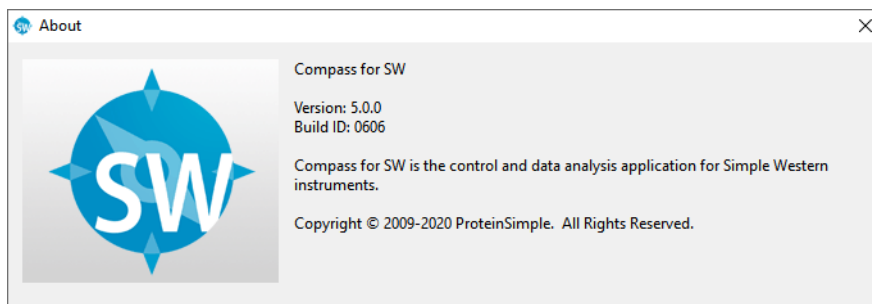 About
Compass for SW
Version: 5.0.0
Build ID: 0606
Compass for SW is the control and data analysis application for Simple Western
instruments.
Copyright © 2009-2020 ProteinSimple.  All Rights Reserved.
SW